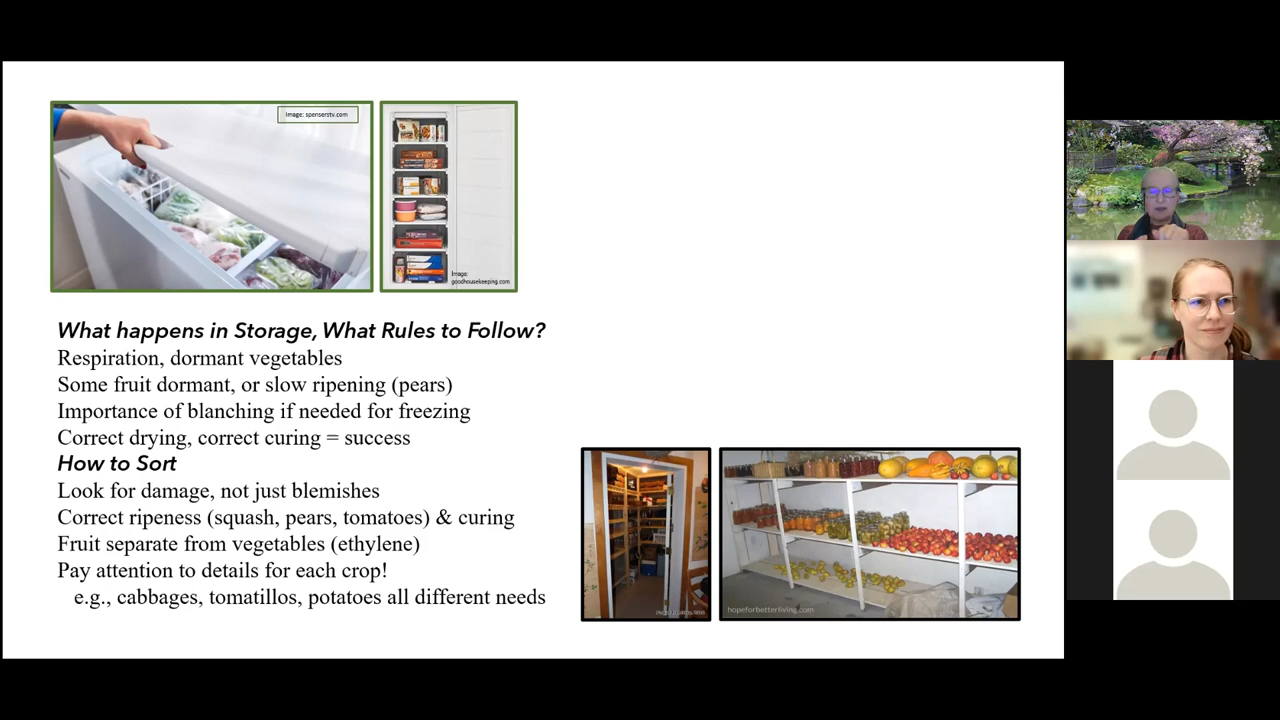 Image: spenserstv.com
Image:
goodhousekeeping.com
What happens in Storage, What Rules to Follow?
Respiration, dormant vegetables
Some fruit dormant, or slow ripening (pears)
Importance of blanching if needed for freezing
Correct drying, correct curing = success
How to Sort
Look for damage, not just blemishes
Correct ripeness (squash, pears, tomatoes) & curing
Fruit separate from vegetables (ethylene)
Pay attention to details for each crop!
e.g., cabbages, tomatillos, potatoes all different needs
hopeforbetterliving.com